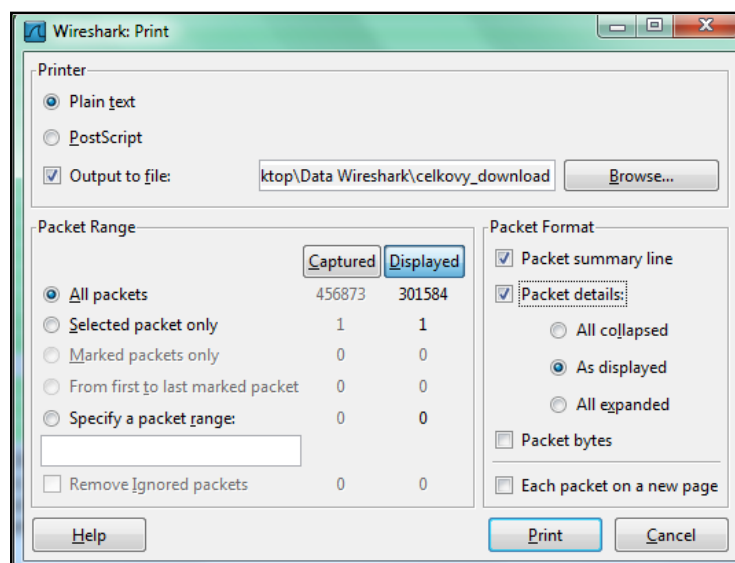 Wireshark: Print
Printer
Plain text
PostScript
Output to file: ktop\Data Wireshark\celkovy_download Browse...
Packet Range
Captured Displayed
All packets 456873 301584
Selected packet only 1 1
Marked packets only 0 0
From first to last marked packet 0 0
Specify a packet range: 0 0
Remove Ignored packets 0 0
Packet Format
Packet summary line
Packet details:
All collapsed
As displayed
All expanded
Packet bytes
Each packet on a new page
Help Print Cancel